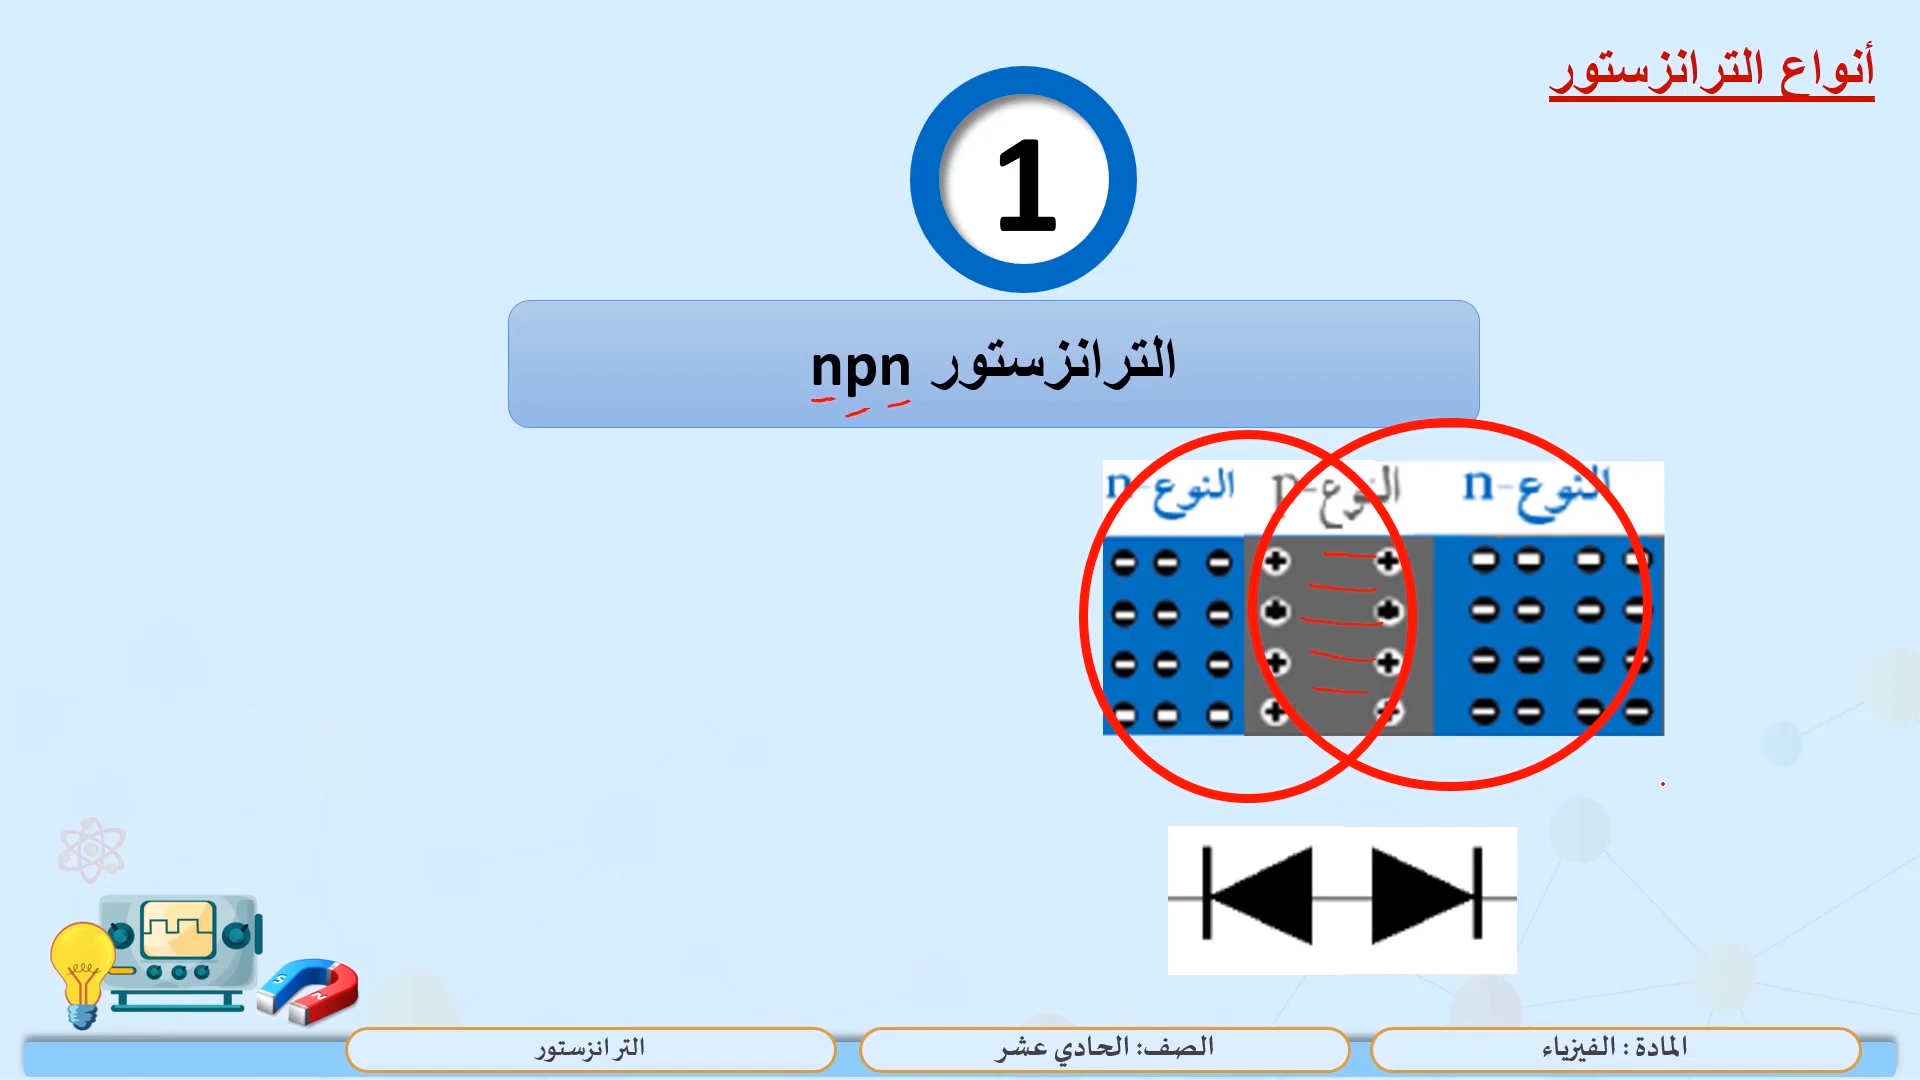 أنواع الترانزستور
1
الترانزستور npn
النوع-n النوع-p النوع-n
S N
المادة : الفيزياء
الصف: الحادي عشر
الترانزستور